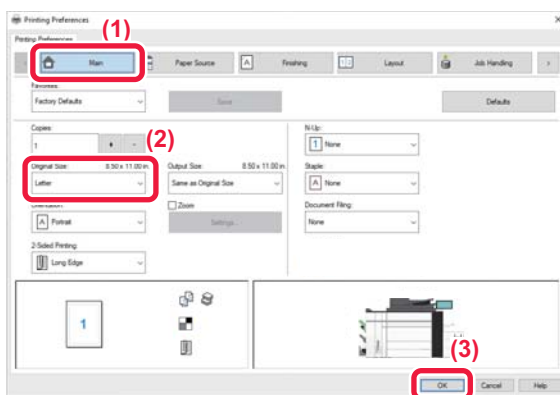 Printing Preferences
(1)
Printing Preferences
Main Paper Source Finishing Layout Job Handling
Favorites:
Factory Defaults Save Defaults
Copies: N-Up:
1 + - (2) 1 None
Original Size: 8.50 x 11.00 in. Output Size: 8.50 x 11.00 in. Staple:
Letter Same as Original Size None
Orientation: Zoom Document Filing:
Portrait Settings... None
2-Sided Printing:
Long Edge
1
(3)
OK Cancel Help